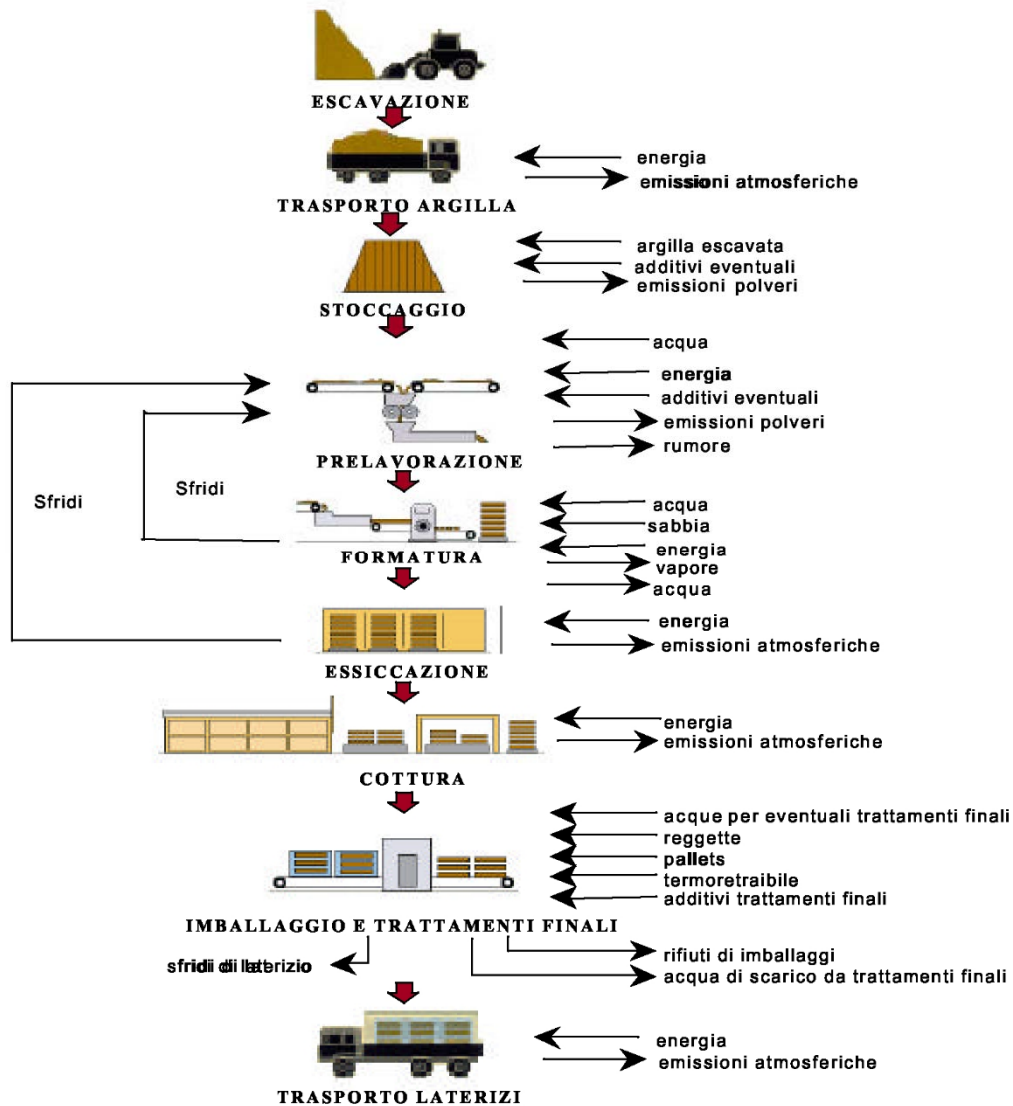 ESCAVAZIONE
energia
emissioni atmosferiche
TRASPORTO ARGILLA
argilla escavata
additivi eventuali
emissioni polveri
STOCCAGGIO
acqua
energia
additivi eventuali
emissioni polveri
rumore
PRELAVORAZIONE
Sfridi
Sfridi
acqua
sabbia
energia
vapore
acqua
FORMATURA
energia
emissioni atmosferiche
ESSICCAZIONE
energia
emissioni atmosferiche
COTTURA
acque per eventuali trattamenti finali
reggette
pallets
termoretraibile
additivi trattamenti finali
IMBALLAGGIO E TRATTAMENTI FINALI
sfridi di laterizio
rifiuti di imballaggi
acqua di scarico da trattamenti finali
energia
emissioni atmosferiche
TRASPORTO LATERIZI